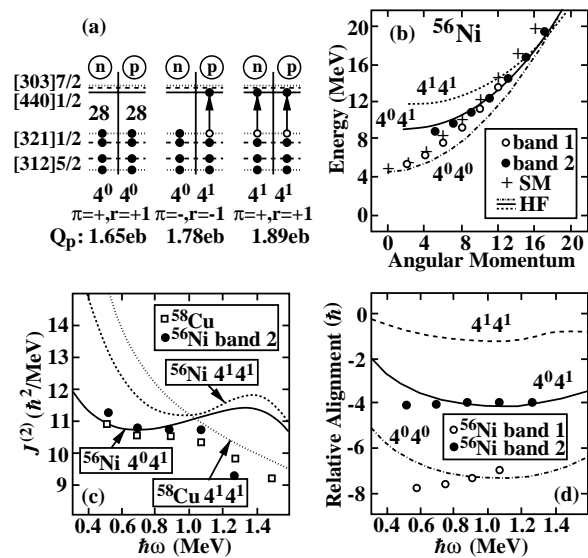 (a)
n p n p n p
[303]7/2
[440]1/2
28 28
[321]1/2
[312]5/2
4⁰ 4⁰ 4⁰ 4¹ 4¹ 4¹
π=+,r=+1 π=-,r=-1 π=+,r=+1
Qₚ: 1.65eb 1.78eb 1.89eb
(b) ⁵⁶Ni
Energy (MeV)
20
16
12
8
4
0
4¹4¹
4⁰4¹
4⁰4⁰
band 1
band 2
SM
HF
0 4 8 12 16 20
Angular Momentum
J⁽²⁾ (ℏ²/MeV)
14
13
12
11
10
9
⁵⁸Cu
⁵⁶Ni band 2
⁵⁶Ni 4¹4¹
⁵⁶Ni 4⁰4¹
⁵⁸Cu 4¹4¹
(c)
0.4 0.6 0.8 1.0 1.2 1.4
ℏω (MeV)
Relative Alignment (ℏ)
0
-2
-4
-6
-8
4¹4¹
4⁰4¹
4⁰4⁰
⁵⁶Ni band 1
⁵⁶Ni band 2
(d)
0.4 0.6 0.8 1.0 1.2 1.4
ℏω (MeV)